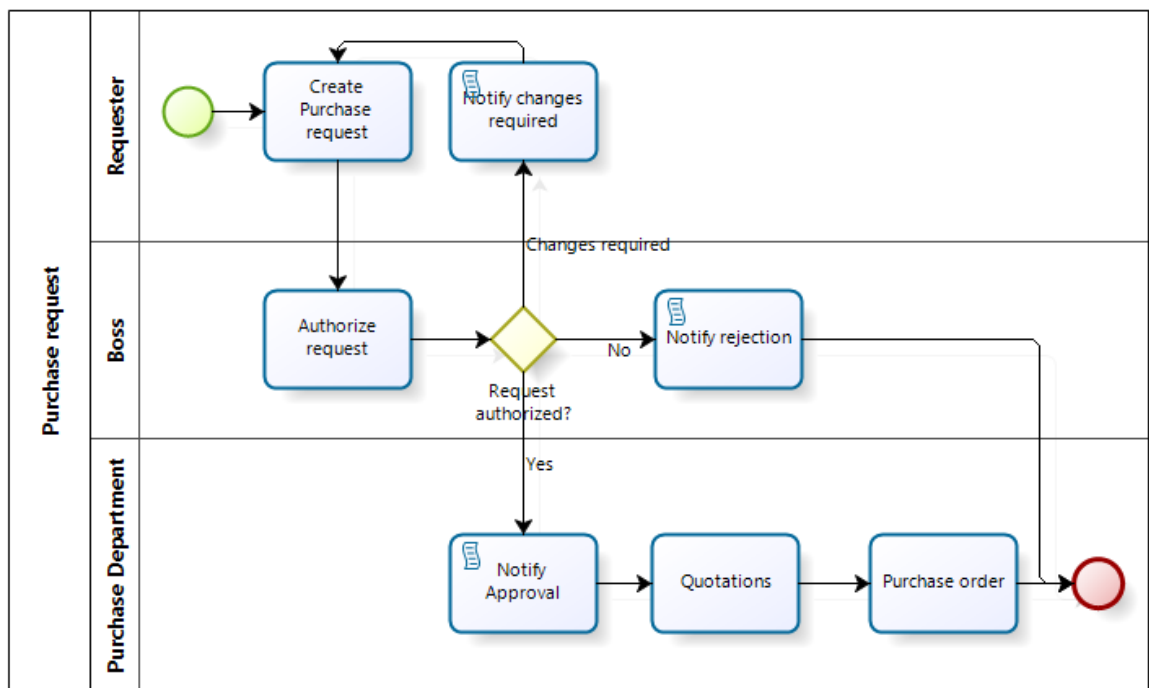 Purchase request
Requester
Create
Purchase
request
Notify changes
required
Changes required
Boss
Authorize
request
Request
authorized?
No
Notify rejection
Yes
Purchase Department
Notify
Approval
Quotations
Purchase order